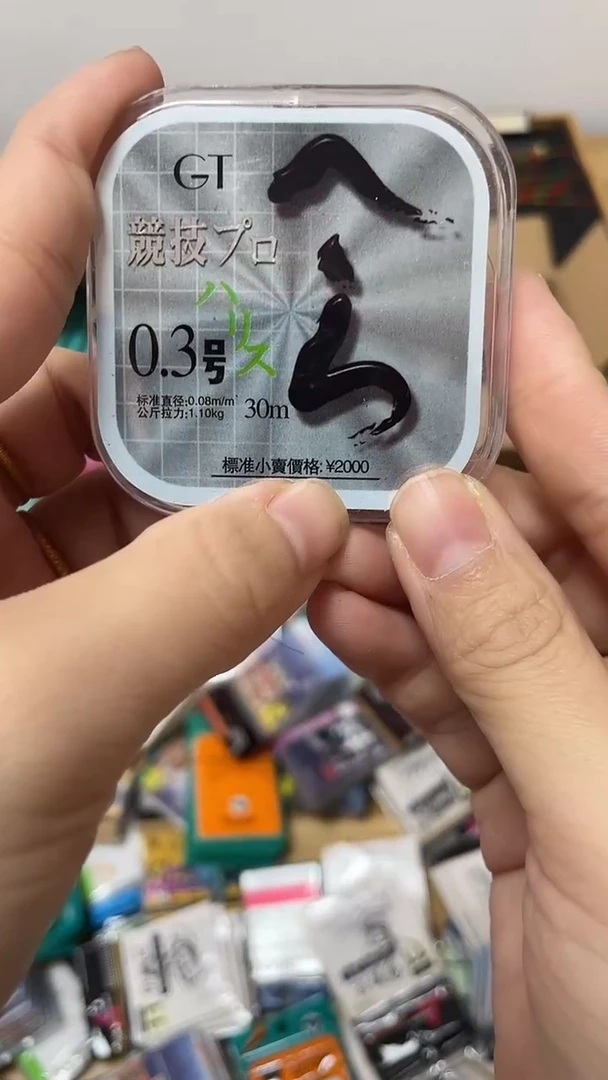 GT
へら
競技プロ
ハリス
0.3号
标准直径:0.08m/m
公斤拉力:1.10kg
30m
標准小賣價格:¥2000